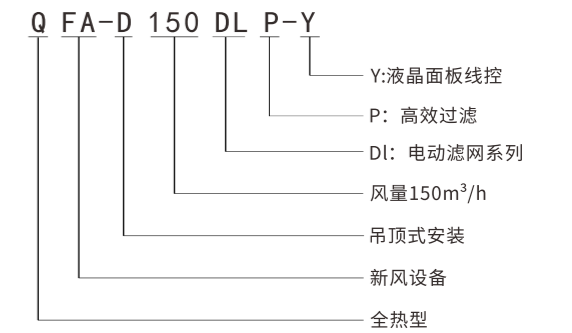 Q FA-D 150 DL P-Y
Y:液晶面板线控
P：高效过滤
Dl：电动滤网系列
风量150m³/h
吊顶式安装
新风设备
全热型